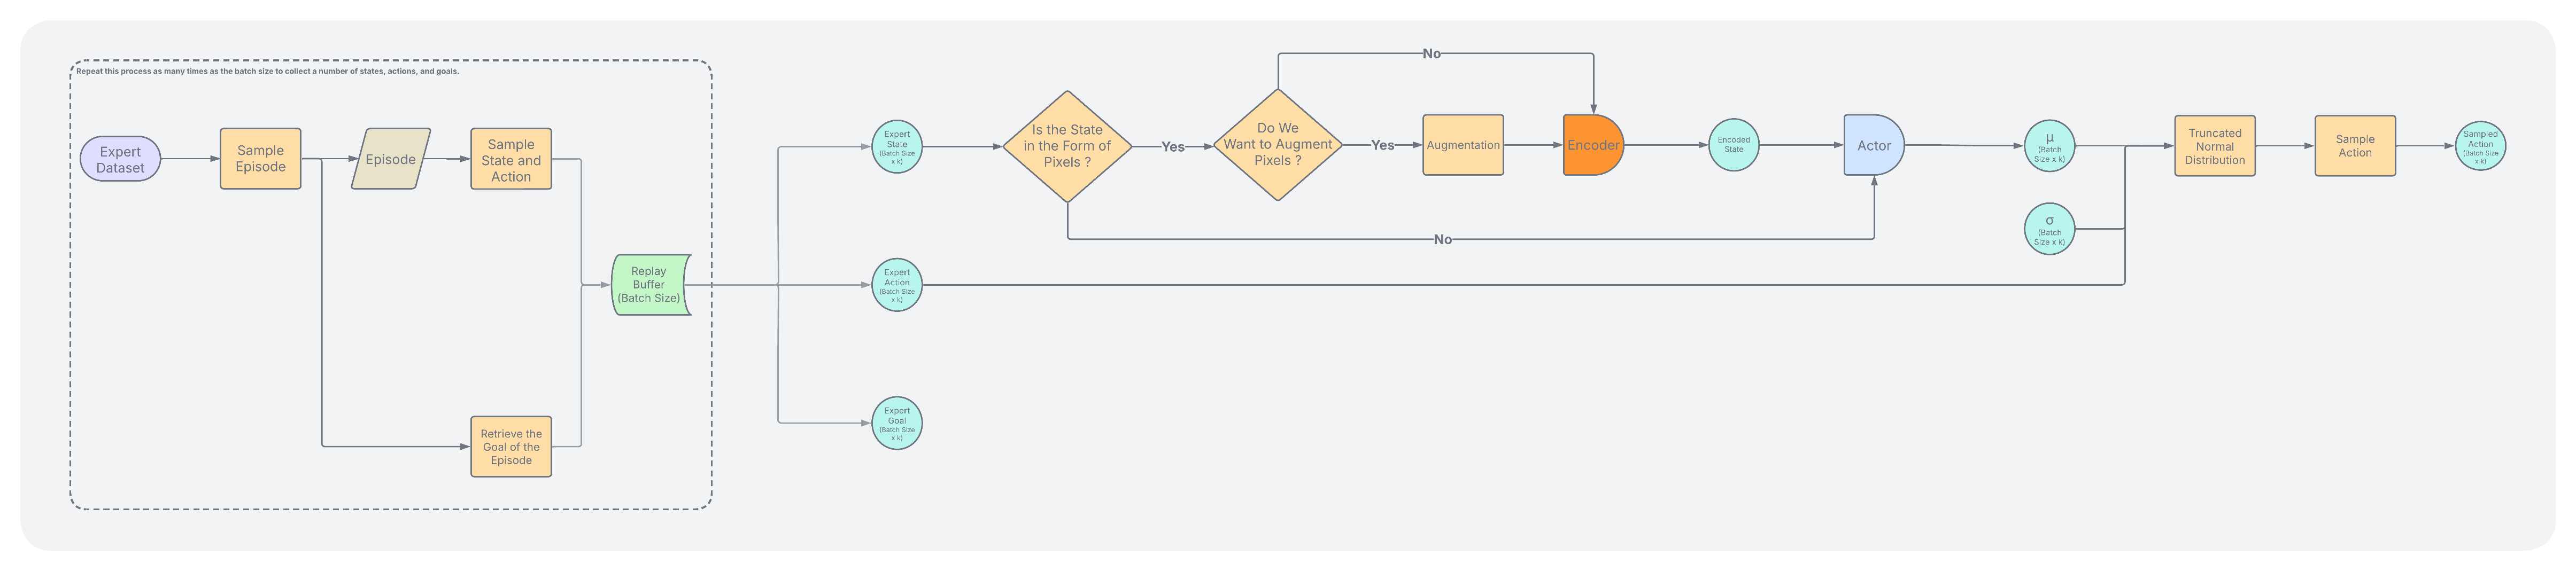 Repeat this process as many times as the batch size to collect a number of states, actions, and goals.
Expert
Dataset
Sample
Episode
Episode
Sample
State and
Action
Retrieve the
Goal of the
Episode
Replay
Buffer
(Batch Size)
Expert
State
(Batch Size
x k)
Expert
Action
(Batch Size
x k)
Expert
Goal
(Batch Size
x k)
Is the State
in the Form of
Pixels ?
Yes
No
Do We
Want to Augment
Pixels ?
Yes
No
Augmentation
Encoder
Encoded
State
Actor
μ
(Batch
Size x k)
σ
(Batch
Size x k)
Truncated
Normal
Distribution
Sample
Action
Sampled
Action
(Batch Size
x k)